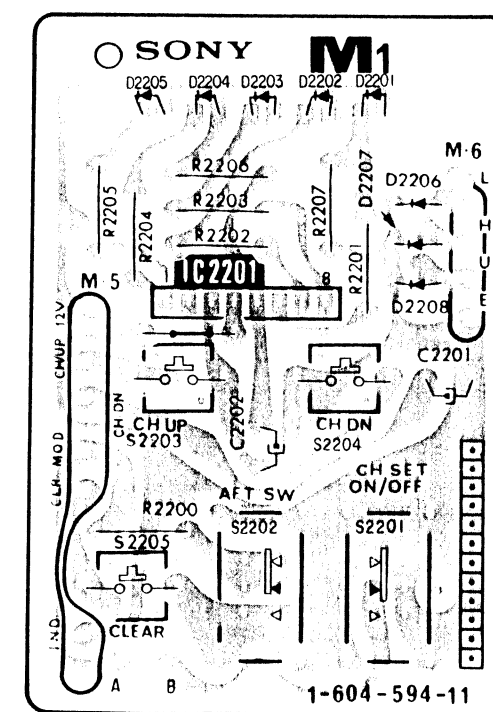 SONY M1
D2205 D2204 D2203 D2202 D2201
M-6
R2206
D2207
D2206
L
R2205
R2204
R2203
R2207
H
U
E
R2202
R2201
IC2201
M 5
8
D2208
12V
CH/UP
CH DN
CLR MOD
IND
C2201
CH UP
S2203
C2202
CH DN
S2204
CH SET
ON/OFF
AFT SW
R2200
S2202
S2201
S2205
CLEAR
A B
1-604-594-11